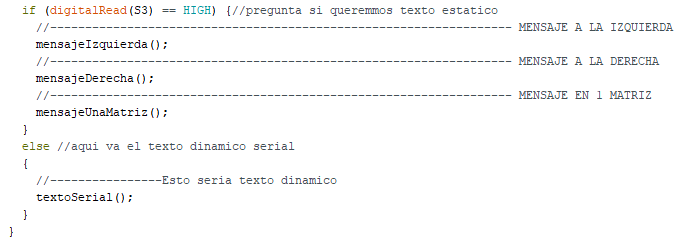 if (digitalRead(S3) == HIGH) {//pregunta si queremmos texto estatico
//------------------------------------------------------------------ MENSAJE A LA IZQUIERDA
mensajeIzquierda();
//------------------------------------------------------------------ MENSAJE A LA DERECHA
mensajeDerecha();
//------------------------------------------------------------------ MENSAJE EN 1 MATRIZ
mensajeUnaMatriz();
}
else //aqui va el texto dinamico serial
{
//----------------Esto seria texto dinamico
textoSerial();
}
}